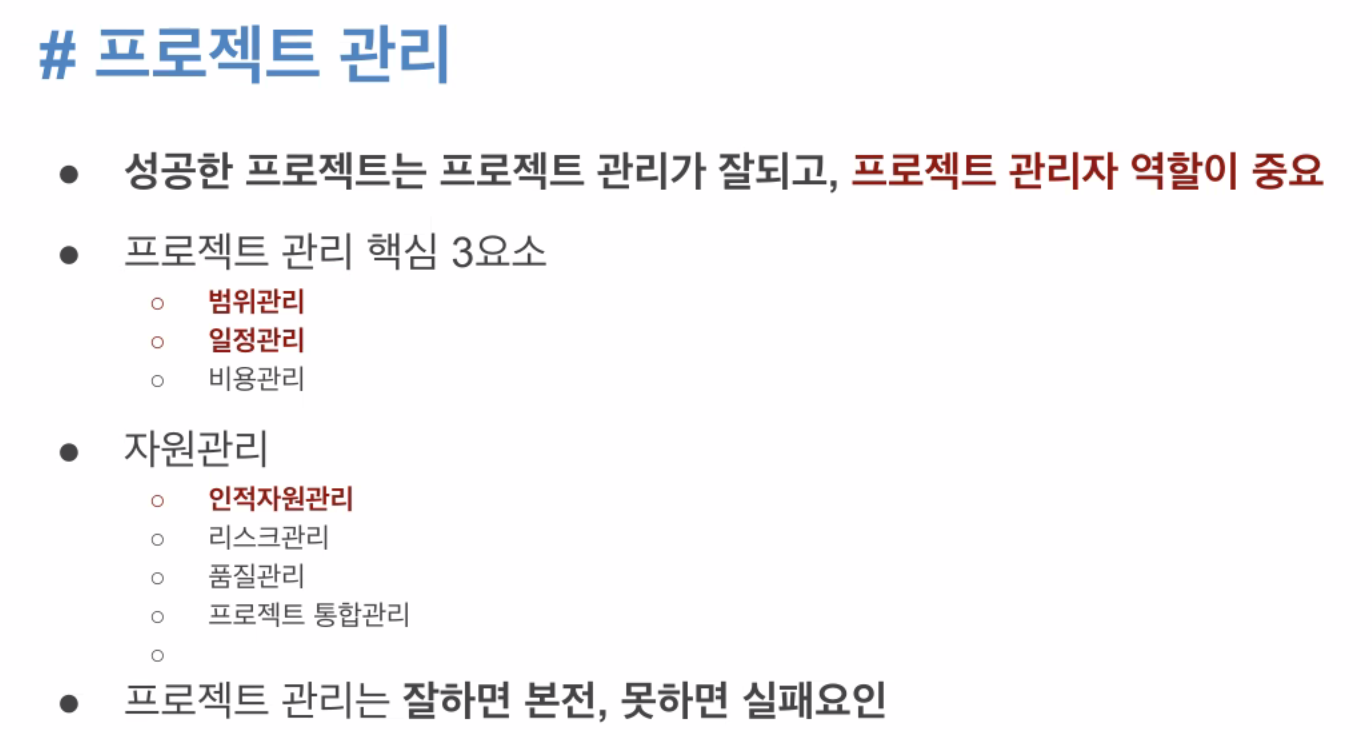 # 프로젝트 관리
● 성공한 프로젝트는 프로젝트 관리가 잘되고, 프로젝트 관리자 역할이 중요
● 프로젝트 관리 핵심 3요소
○ 범위관리
○ 일정관리
○ 비용관리
● 자원관리
○ 인적자원관리
○ 리스크관리
○ 품질관리
○ 프로젝트 통합관리
○
● 프로젝트 관리는 잘하면 본전, 못하면 실패요인